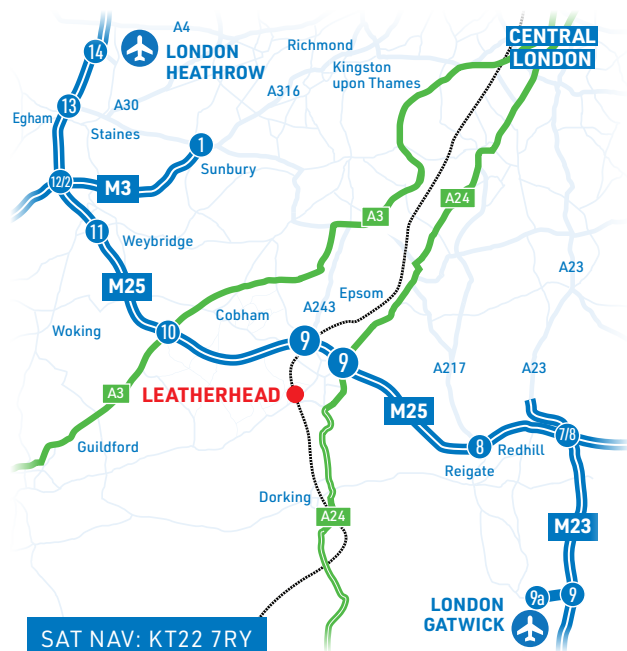 A4
Richmond
CENTRAL
LONDON
14
LONDON
HEATHROW
Kingston
upon Thames
A316
13
A30
Egham
Staines
1
Sunbury
12/2
M3
A24
A3
11
Weybridge
A23
M25
Epsom
A243
Cobham
Woking
10
9
9
A217
A23
A3
LEATHERHEAD
M25
7/8
8
Redhill
Guildford
Reigate
Dorking
A24
M23
9a
9
LONDON
GATWICK
SAT NAV: KT22 7RY